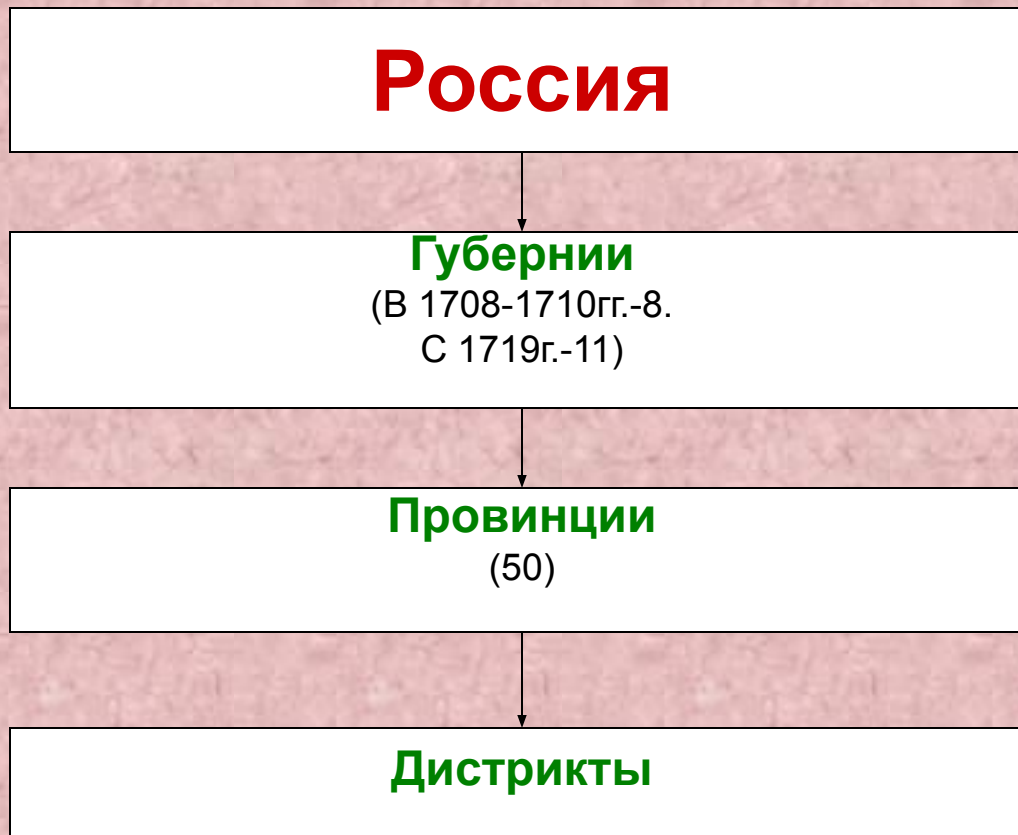 Россия
Губернии
(В 1708-1710гг.-8.
С 1719г.-11)
Провинции
(50)
Дистрикты